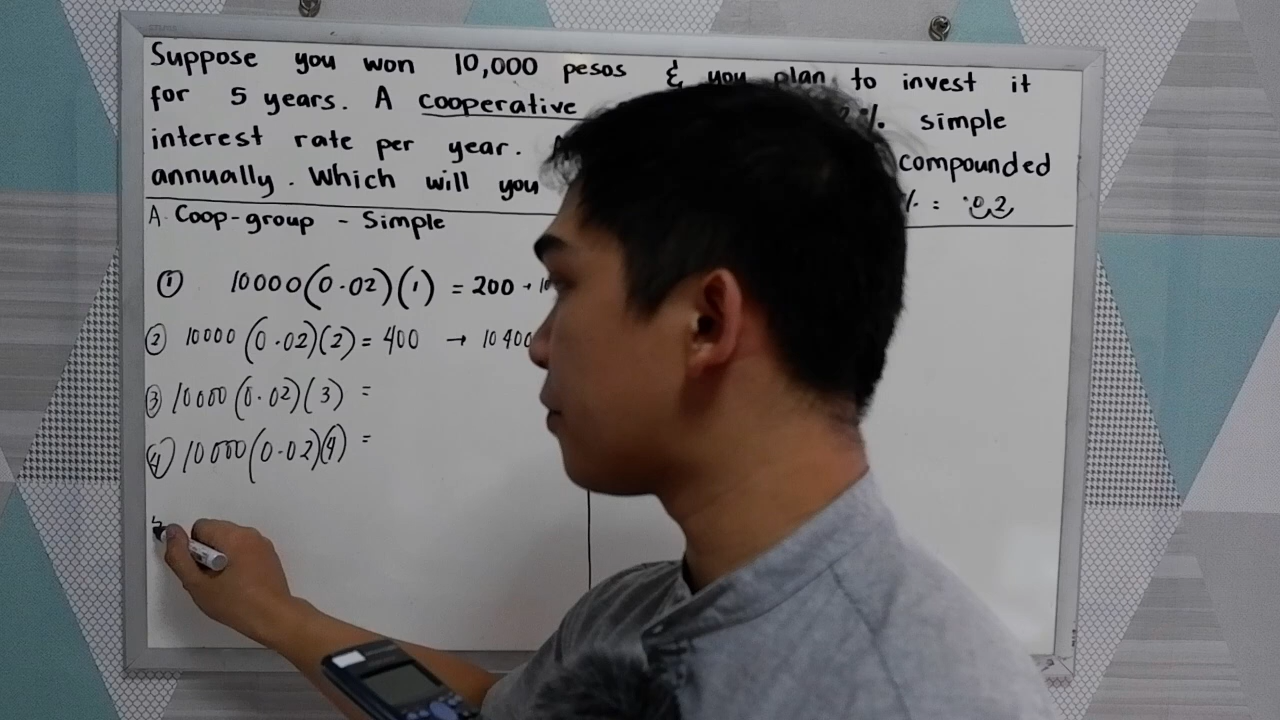 Suppose you won 10,000 pesos & you plan to invest it
for 5 years. A cooperative % simple
interest rate per year. compounded
annually. Which will you
%. = .02
A. Coop-group - Simple
① 10000(0.02)(1) = 200 + 10
② 10000(0.02)(2) = 400 → 10400
③ 10000(0.02)(3) =
④ 10000(0.02)(4) =